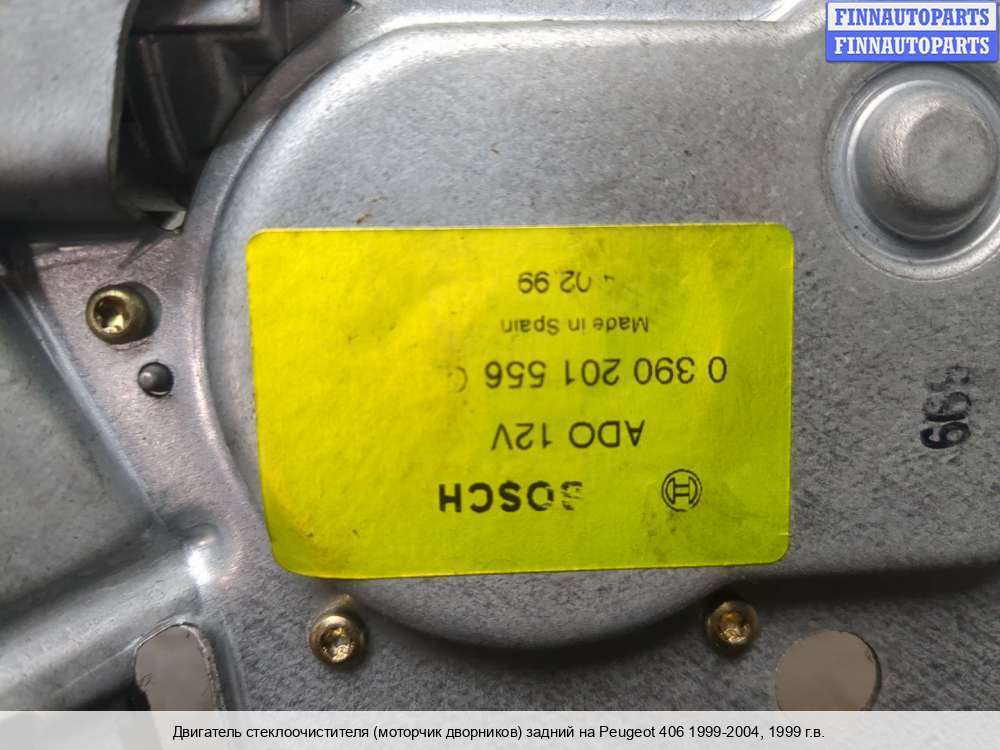 FINNAUTOPARTS
FINNAUTOPARTS
BOSCH
ADO 12V
0 390 201 556
Made in Spain
02.99
Двигатель стеклоочистителя (моторчик дворников) задний на Peugeot 406 1999-2004, 1999 г.в.